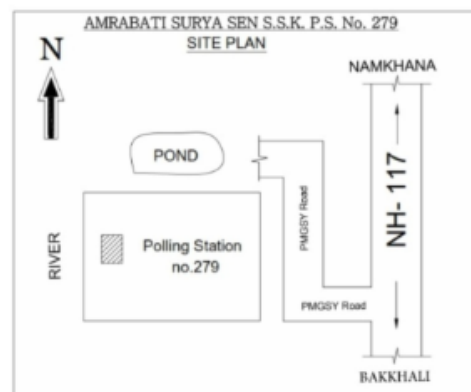 AMRABATI SURYA SEN S.S.K. P.S. No. 279
SITE PLAN
N
NAMKHANA
POND
NH- 117
PMGSY Road
RIVER
Polling Station
no.279
PMGSY Road
BAKKHALI